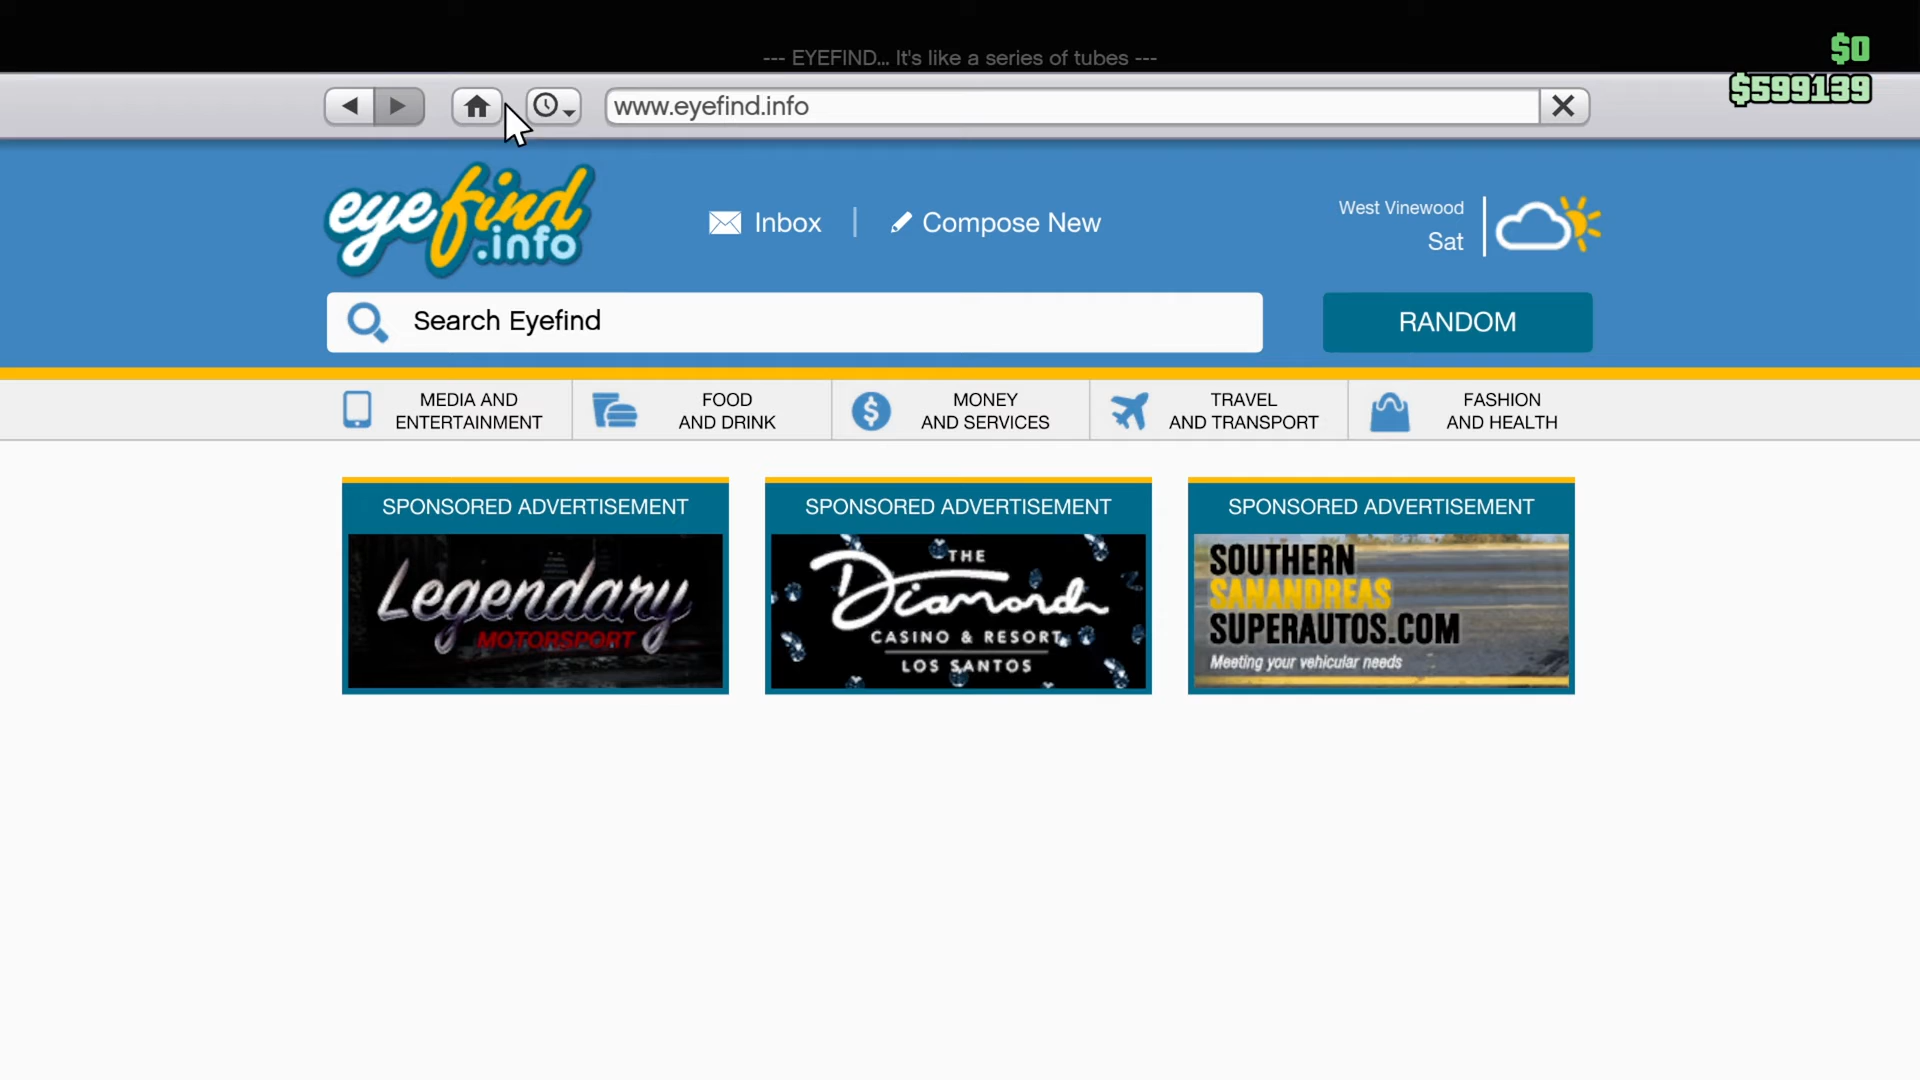 --- EYEFIND... It's like a series of tubes ---
$0
$599139
www.eyefind.info
eyefind
.info
Inbox
Compose New
West Vinewood
Sat
Search Eyefind
RANDOM
MEDIA AND
ENTERTAINMENT
FOOD
AND DRINK
MONEY
AND SERVICES
TRAVEL
AND TRANSPORT
FASHION
AND HEALTH
SPONSORED ADVERTISEMENT
Legendary
MOTORSPORT
SPONSORED ADVERTISEMENT
THE
Diamond
CASINO & RESORT
LOS SANTOS
SPONSORED ADVERTISEMENT
SOUTHERN
SANANDREAS
SUPERAUTOS.COM
Meeting your vehicular needs